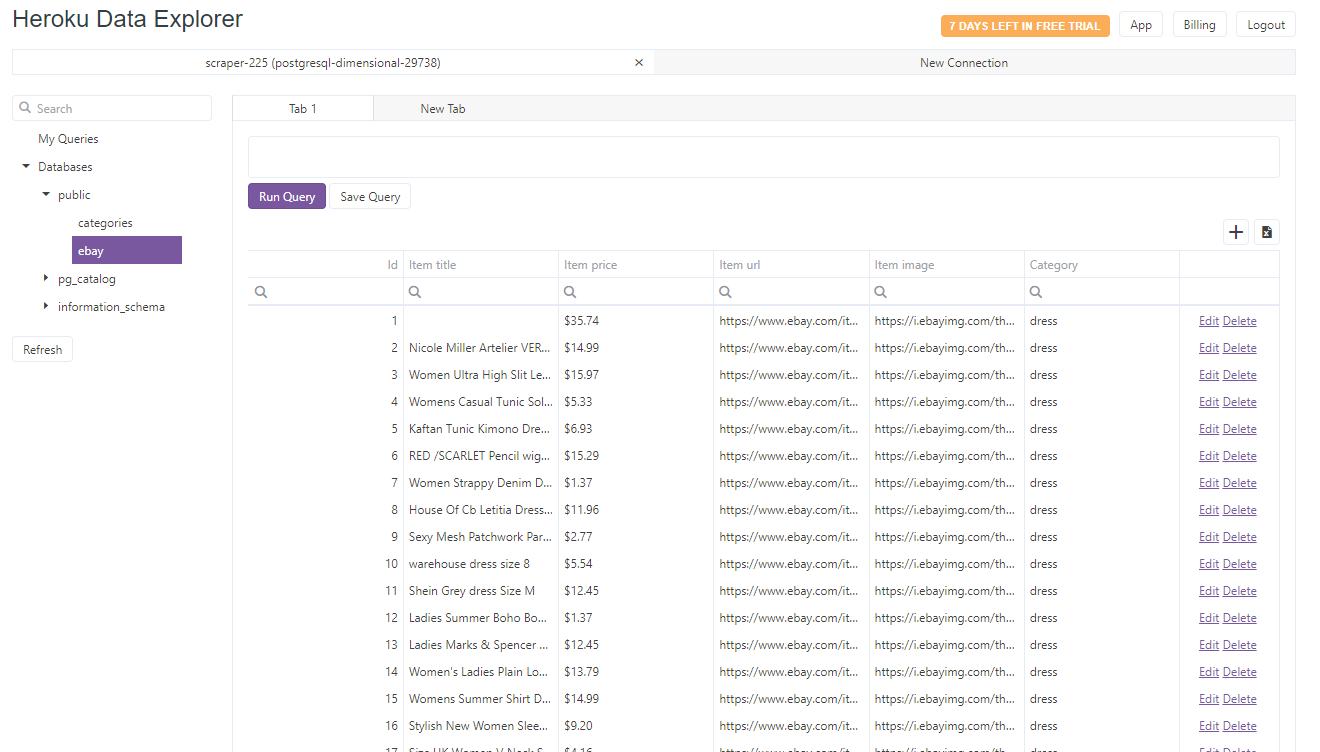 Heroku Data Explorer
7 DAYS LEFT IN FREE TRIAL App Billing Logout
scraper-225 (postgresql-dimensional-29738) × New Connection
Search
My Queries
Databases
public
categories
ebay
pg_catalog
information_schema
Refresh
Tab 1 New Tab
Run Query Save Query
Id Item title Item price Item url Item image Category
1 $35.74 https://www.ebay.com/it... https://i.ebayimg.com/th... dress Edit Delete
2 Nicole Miller Artelier VER... $14.99 https://www.ebay.com/it... https://i.ebayimg.com/th... dress Edit Delete
3 Women Ultra High Slit Le... $15.97 https://www.ebay.com/it... https://i.ebayimg.com/th... dress Edit Delete
4 Womens Casual Tunic Sol... $5.33 https://www.ebay.com/it... https://i.ebayimg.com/th... dress Edit Delete
5 Kaftan Tunic Kimono Dre... $6.93 https://www.ebay.com/it... https://i.ebayimg.com/th... dress Edit Delete
6 RED /SCARLET Pencil wig... $15.29 https://www.ebay.com/it... https://i.ebayimg.com/th... dress Edit Delete
7 Women Strappy Denim D... $1.37 https://www.ebay.com/it... https://i.ebayimg.com/th... dress Edit Delete
8 House Of Cb Letitia Dress... $11.96 https://www.ebay.com/it... https://i.ebayimg.com/th... dress Edit Delete
9 Sexy Mesh Patchwork Par... $2.77 https://www.ebay.com/it... https://i.ebayimg.com/th... dress Edit Delete
10 warehouse dress size 8 $5.54 https://www.ebay.com/it... https://i.ebayimg.com/th... dress Edit Delete
11 Shein Grey dress Size M $12.45 https://www.ebay.com/it... https://i.ebayimg.com/th... dress Edit Delete
12 Ladies Summer Boho Bo... $1.37 https://www.ebay.com/it... https://i.ebayimg.com/th... dress Edit Delete
13 Ladies Marks & Spencer ... $12.45 https://www.ebay.com/it... https://i.ebayimg.com/th... dress Edit Delete
14 Women's Ladies Plain Lo... $13.79 https://www.ebay.com/it... https://i.ebayimg.com/th... dress Edit Delete
15 Womens Summer Shirt D... $14.99 https://www.ebay.com/it... https://i.ebayimg.com/th... dress Edit Delete
16 Stylish New Women Slee... $9.20 https://www.ebay.com/it... https://i.ebayimg.com/th... dress Edit Delete
17 Size UK Women V Neck S... $4.16 https://www.ebay.com/it... https://i.ebayimg.com/th... dress Edit Delete